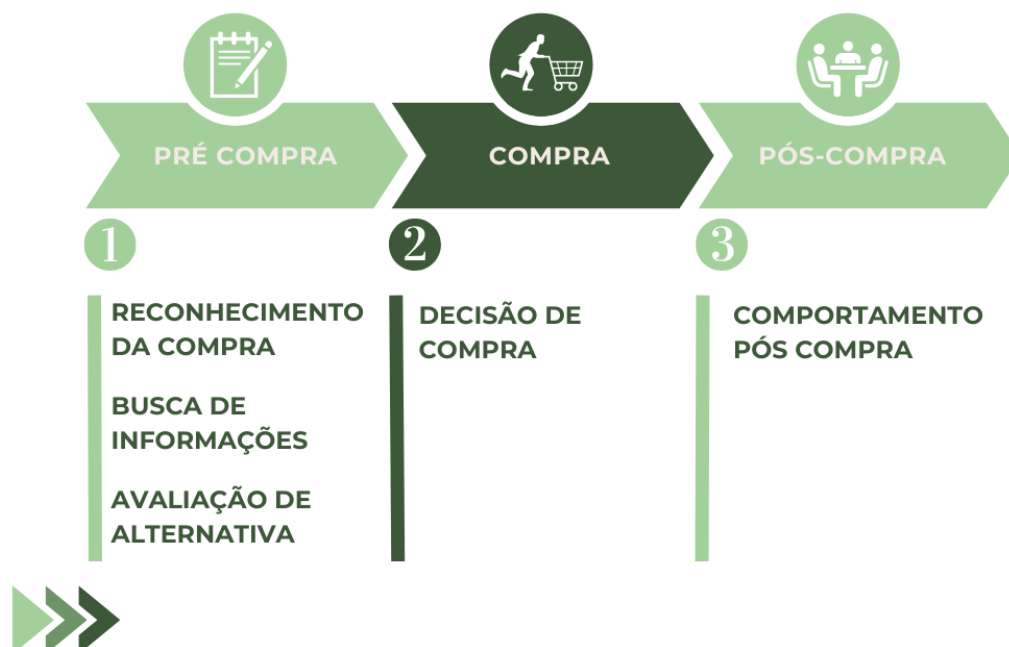 PRÉ COMPRA
COMPRA
PÓS-COMPRA
1
2
3
RECONHECIMENTO
DA COMPRA
BUSCA DE
INFORMAÇÕES
AVALIAÇÃO DE
ALTERNATIVA
DECISÃO DE
COMPRA
COMPORTAMENTO
PÓS COMPRA